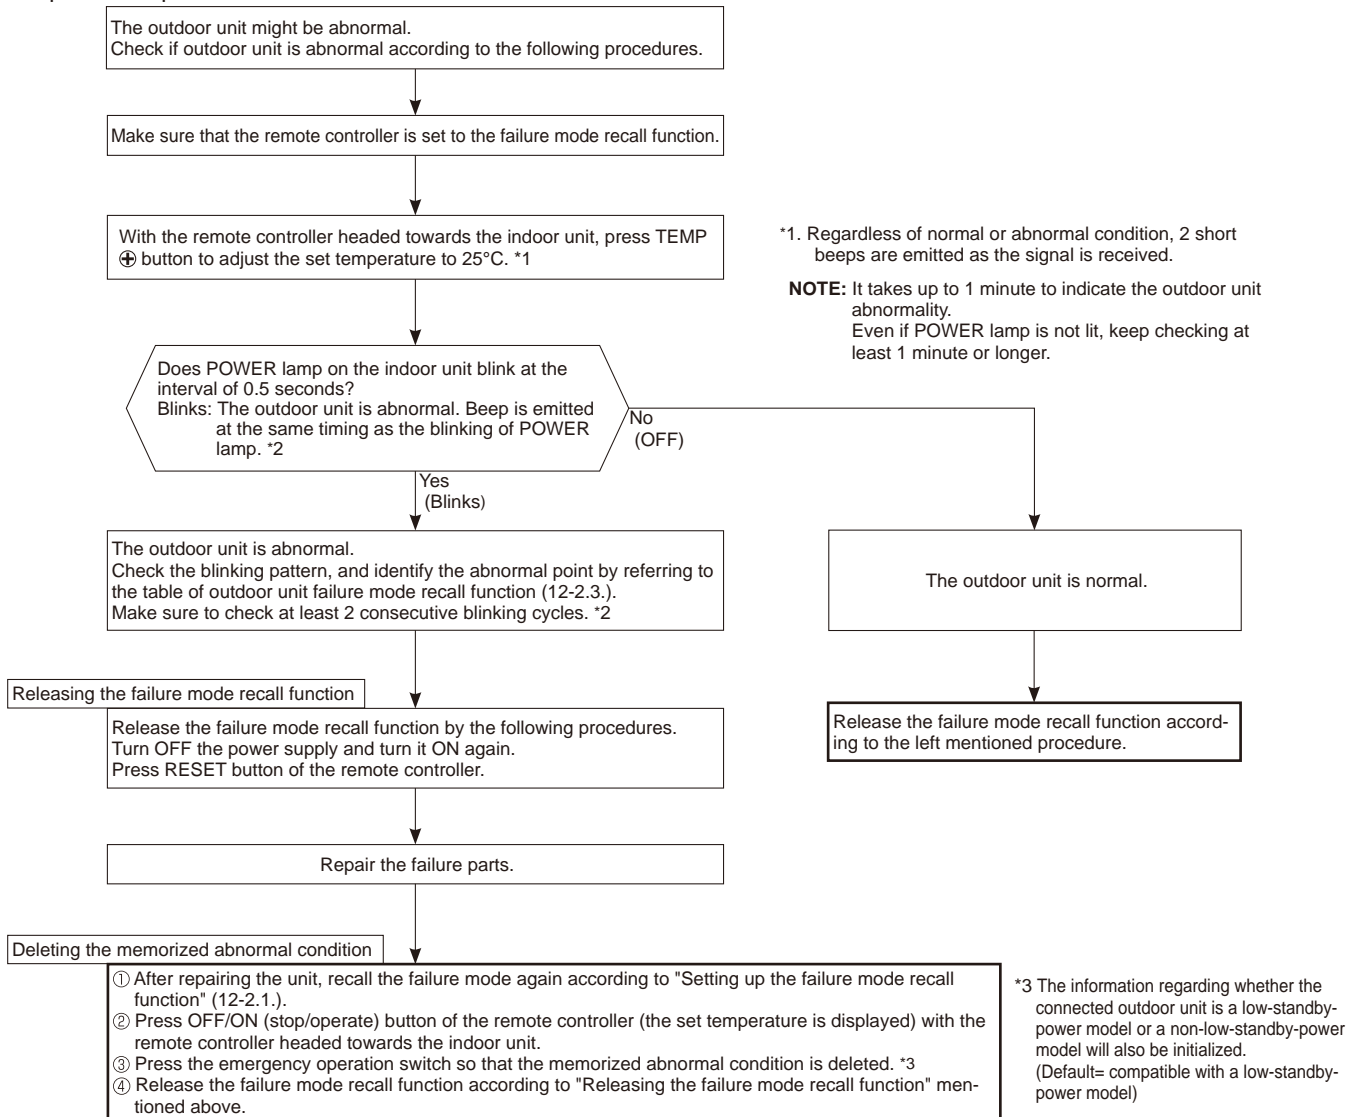 The outdoor unit might be abnormal.
Check if outdoor unit is abnormal according to the following procedures.
Make sure that the remote controller is set to the failure mode recall function.
With the remote controller headed towards the indoor unit, press TEMP
⊕ button to adjust the set temperature to 25°C. *1
*1. Regardless of normal or abnormal condition, 2 short
beeps are emitted as the signal is received.
NOTE: It takes up to 1 minute to indicate the outdoor unit
abnormality.
Even if POWER lamp is not lit, keep checking at
least 1 minute or longer.
Does POWER lamp on the indoor unit blink at the
interval of 0.5 seconds?
Blinks: The outdoor unit is abnormal. Beep is emitted
at the same timing as the blinking of POWER
lamp. *2
No
(OFF)
Yes
(Blinks)
The outdoor unit is abnormal.
Check the blinking pattern, and identify the abnormal point by referring to
the table of outdoor unit failure mode recall function (12-2.3.).
Make sure to check at least 2 consecutive blinking cycles. *2
The outdoor unit is normal.
Releasing the failure mode recall function
Release the failure mode recall function by the following procedures.
Turn OFF the power supply and turn it ON again.
Press RESET button of the remote controller.
Release the failure mode recall function accord-
ing to the left mentioned procedure.
Repair the failure parts.
Deleting the memorized abnormal condition
① After repairing the unit, recall the failure mode again according to "Setting up the failure mode recall
function" (12-2.1.).
② Press OFF/ON (stop/operate) button of the remote controller (the set temperature is displayed) with the
remote controller headed towards the indoor unit.
③ Press the emergency operation switch so that the memorized abnormal condition is deleted. *3
④ Release the failure mode recall function according to "Releasing the failure mode recall function" men-
tioned above.
*3 The information regarding whether the
connected outdoor unit is a low-standby-
power model or a non-low-standby-power
model will also be initialized.
(Default= compatible with a low-standby-
power model)